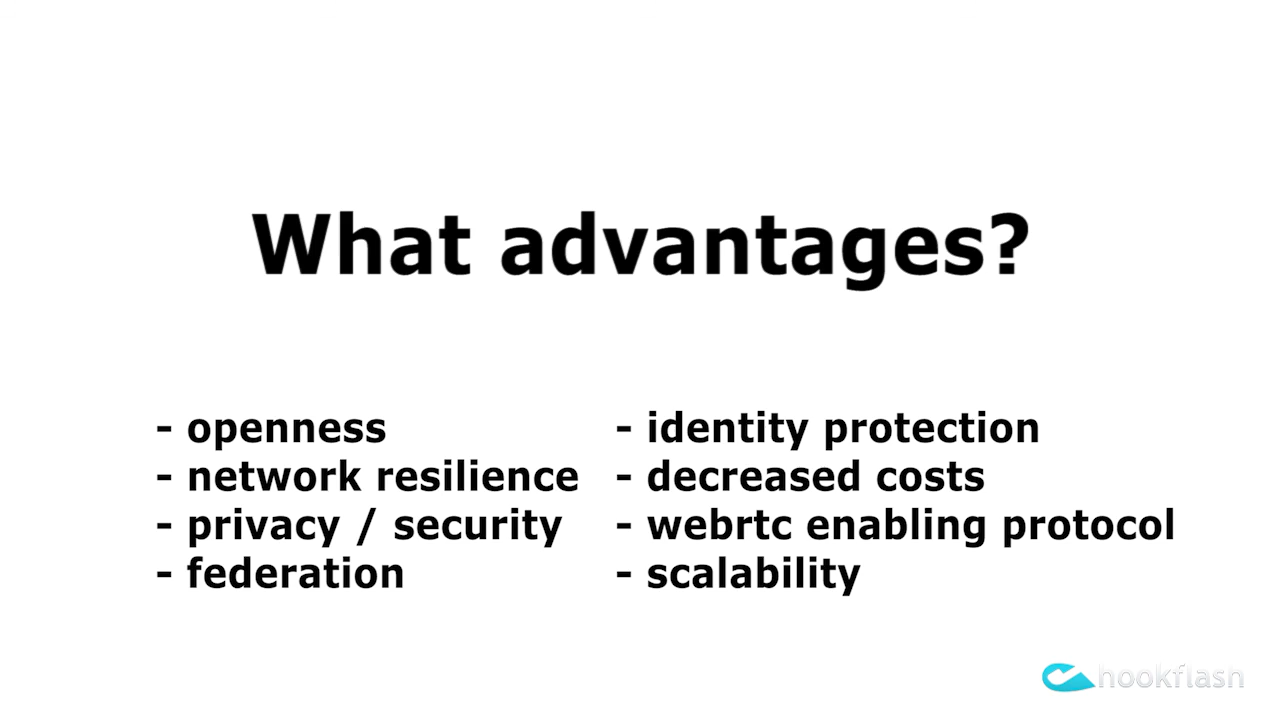 What advantages?
- openness
- network resilience
- privacy / security
- federation
- identity protection
- decreased costs
- webrtc enabling protocol
- scalability
hookflash